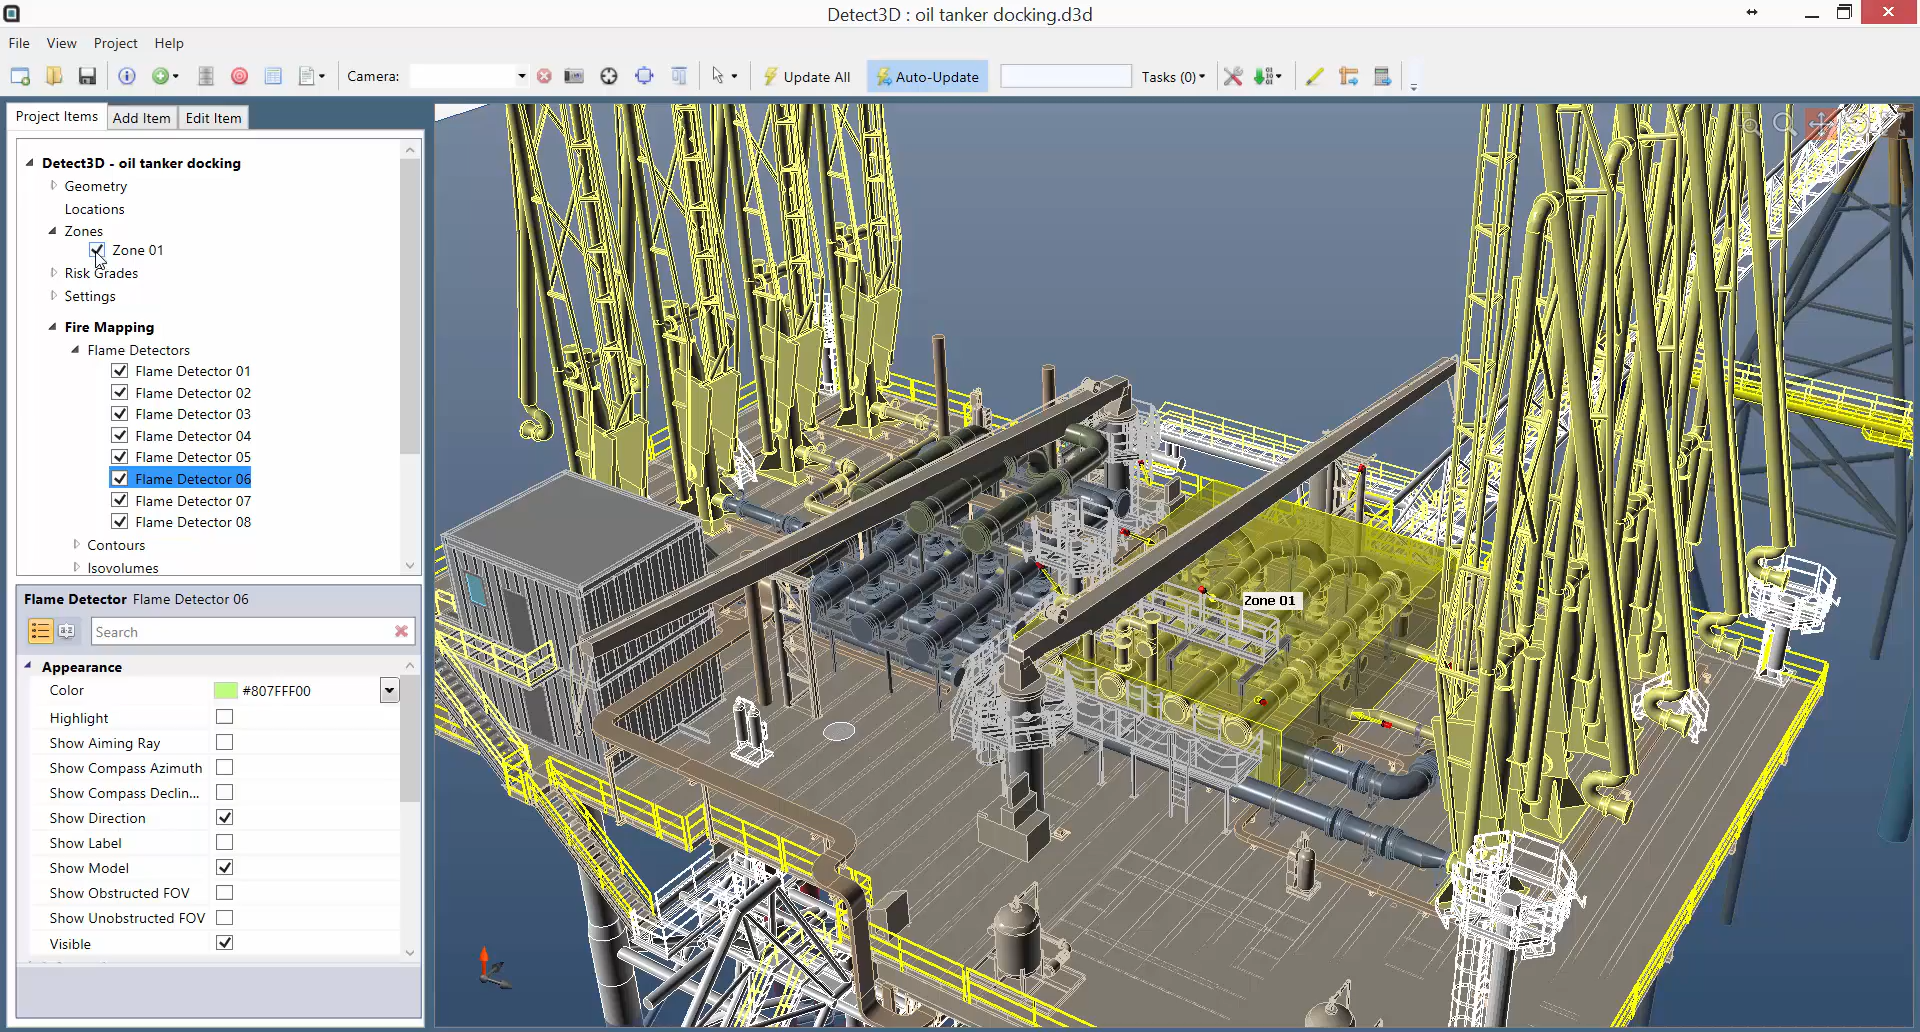 Detect3D : oil tanker docking.d3d
File View Project Help
Camera: Update All Auto-Update Tasks (0)
Project Items Add Item Edit Item
Detect3D - oil tanker docking
Geometry
Locations
Zones
Zone 01
Risk Grades
Settings
Fire Mapping
Flame Detectors
Flame Detector 01
Flame Detector 02
Flame Detector 03
Flame Detector 04
Flame Detector 05
Flame Detector 06
Flame Detector 07
Flame Detector 08
Contours
Isovolumes
Flame Detector Flame Detector 06
Search
Appearance
Color #807FFF00
Highlight
Show Aiming Ray
Show Compass Azimuth
Show Compass Declin...
Show Direction
Show Label
Show Model
Show Obstructed FOV
Show Unobstructed FOV
Visible
Zone 01